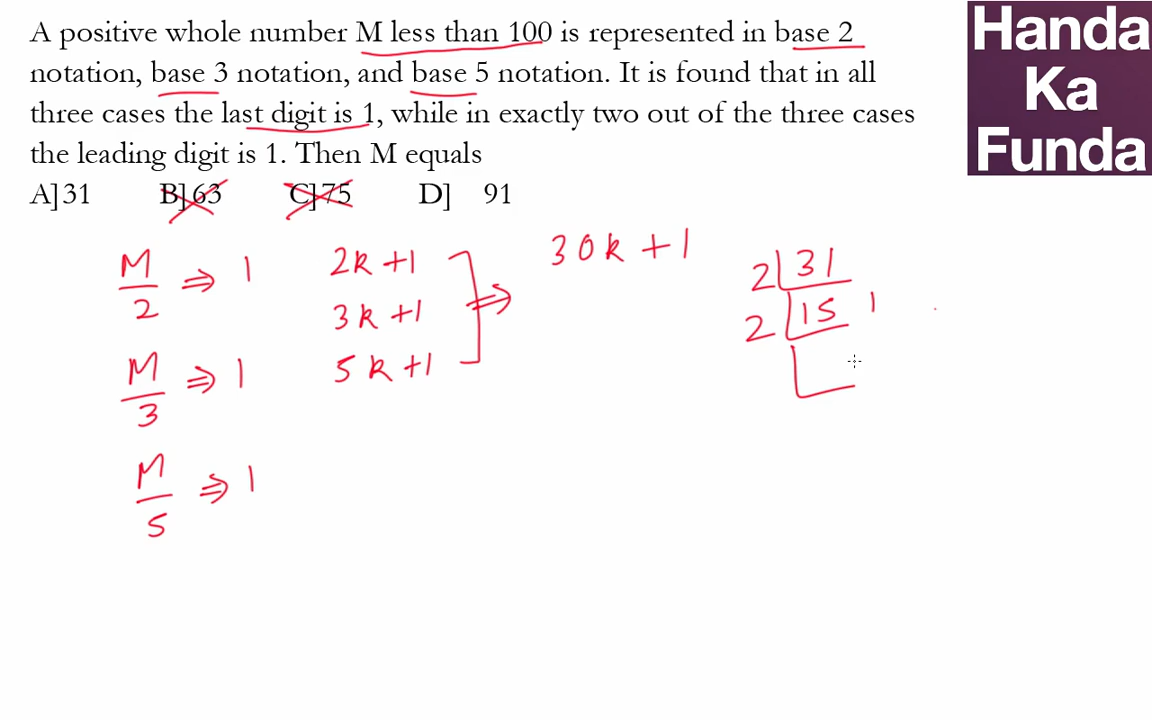 A positive whole number M less than 100 is represented in base 2
notation, base 3 notation, and base 5 notation. It is found that in all
three cases the last digit is 1, while in exactly two out of the three cases
the leading digit is 1. Then M equals
A]31 B]63 C]75 D] 91
Handa
Ka
Funda
M/2 ⇒ 1
M/3 ⇒ 1
M/5 ⇒ 1
2k +1
3k +1
5k +1
⇒
30k + 1
2 31
2 15 1